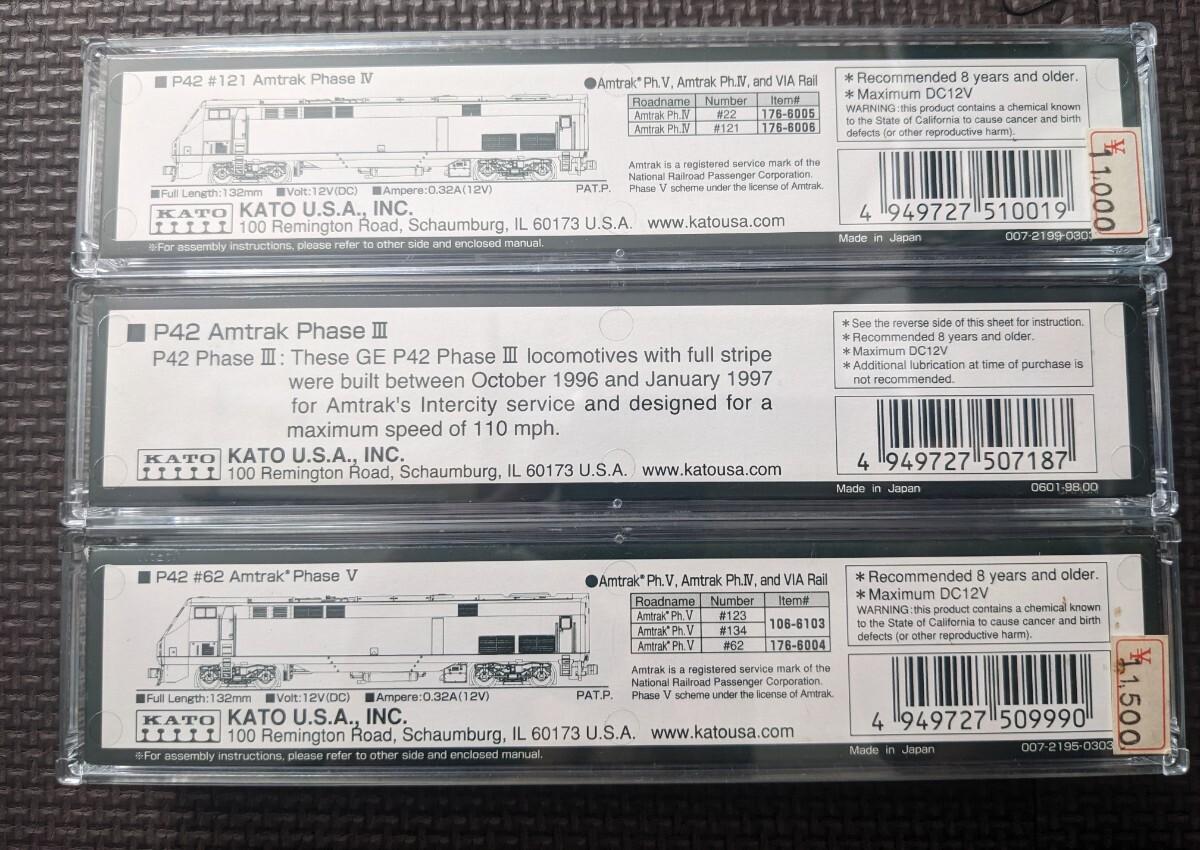 ■ P42 #121 Amtrak Phase Ⅳ
●Amtrak® Ph.Ⅴ, Amtrak Ph.Ⅳ, and VIA Rail
Roadname Number Item#
Amtrak Ph.Ⅳ #22 176-6005
Amtrak Ph.Ⅳ #121 176-6006
Amtrak is a registered service mark of the
National Railroad Passenger Corporation.
Phase Ⅴ scheme under the license of Amtrak.
■Full Length:132mm ■Volt:12V(DC) ■Ampere:0.32A(12V) PAT.P.
KATO
KATO U.S.A., INC.
100 Remington Road, Schaumburg, IL 60173 U.S.A. www.katousa.com
※For assembly instructions, please refer to other side and enclosed manual.
＊Recommended 8 years and older.
＊Maximum DC12V
WARNING:this product contains a chemical known
to the State of California to cause cancer and birth
defects (or other reproductive harm).
4 949727 510019
Made in Japan
007-2199-030
¥
11,000
■ P42 Amtrak Phase Ⅲ
P42 Phase Ⅲ: These GE P42 Phase Ⅲ locomotives with full stripe
were built between October 1996 and January 1997
for Amtrak's Intercity service and designed for a
maximum speed of 110 mph.
KATO
KATO U.S.A., INC.
100 Remington Road, Schaumburg, IL 60173 U.S.A. www.katousa.com
＊See the reverse side of this sheet for instruction.
＊Recommended 8 years and older.
＊Maximum DC12V
＊Additional lubrication at time of purchase is
not recommended.
4 949727 507187
Made in Japan
0601-98.00
■ P42 #62 Amtrak® Phase Ⅴ
●Amtrak® Ph.Ⅴ, Amtrak Ph.Ⅳ, and VIA Rail
Roadname Number Item#
Amtrak® Ph.Ⅴ #123 106-6103
Amtrak® Ph.Ⅴ #134
Amtrak® Ph.Ⅴ #62 176-6004
Amtrak is a registered service mark of the
National Railroad Passenger Corporation.
Phase Ⅴ scheme under the license of Amtrak.
■Full Length:132mm ■Volt:12V(DC) ■Ampere:0.32A(12V) PAT.P.
KATO
KATO U.S.A., INC.
100 Remington Road, Schaumburg, IL 60173 U.S.A. www.katousa.com
※For assembly instructions, please refer to other side and enclosed manual.
＊Recommended 8 years and older.
＊Maximum DC12V
WARNING:this product contains a chemical known
to the State of California to cause cancer and birth
defects (or other reproductive harm).
4 949727 509990
Made in Japan
007-2195-0303
¥
11,500